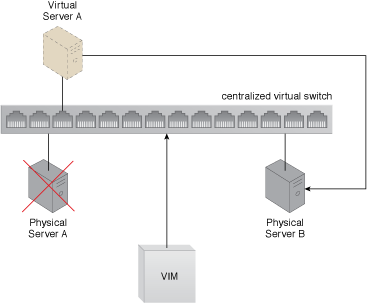 Virtual
Server A
centralized virtual switch
Physical
Server A
Physical
Server B
VIM